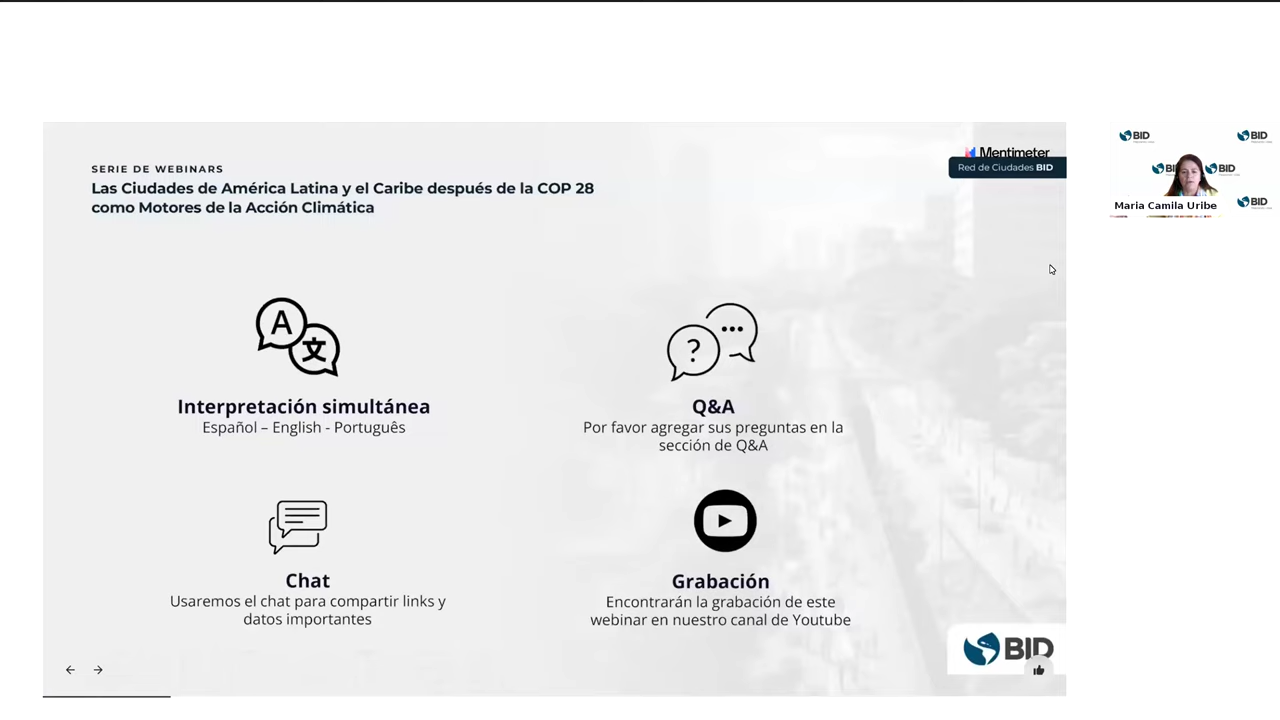 SERIE DE WEBINARS
Las Ciudades de América Latina y el Caribe después de la COP 28
como Motores de la Acción Climática
Mentimeter
Red de Ciudades BID
BID
BID
BID
BID
Maria Camila Uribe
BID
A
文
?
Interpretación simultánea
Español – English - Português
Q&A
Por favor agregar sus preguntas en la
sección de Q&A
Chat
Usaremos el chat para compartir links y
datos importantes
Grabación
Encontrarán la grabación de este
webinar en nuestro canal de Youtube
BID